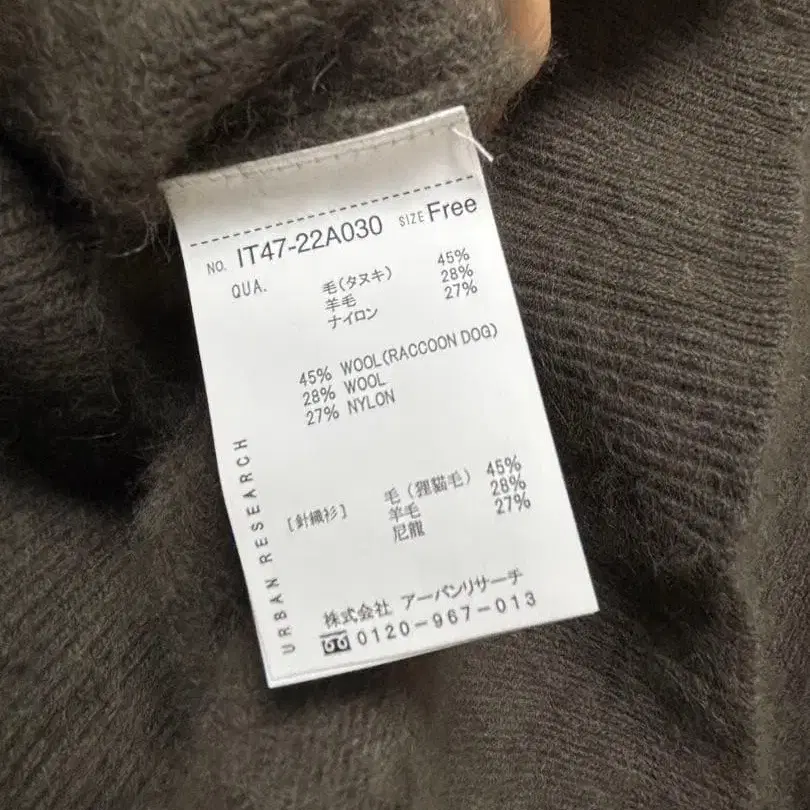 NO. IT47-22A030 SIZE Free
QUA. 毛(タヌキ) 45%
羊毛 28%
ナイロン 27%
45% WOOL(RACCOON DOG)
28% WOOL
27% NYLON
[針織衫] 毛(狸貓毛) 45%
羊毛 28%
尼龍 27%
URBAN RESEARCH
株式会社 アーバンリサーチ
0120-967-013